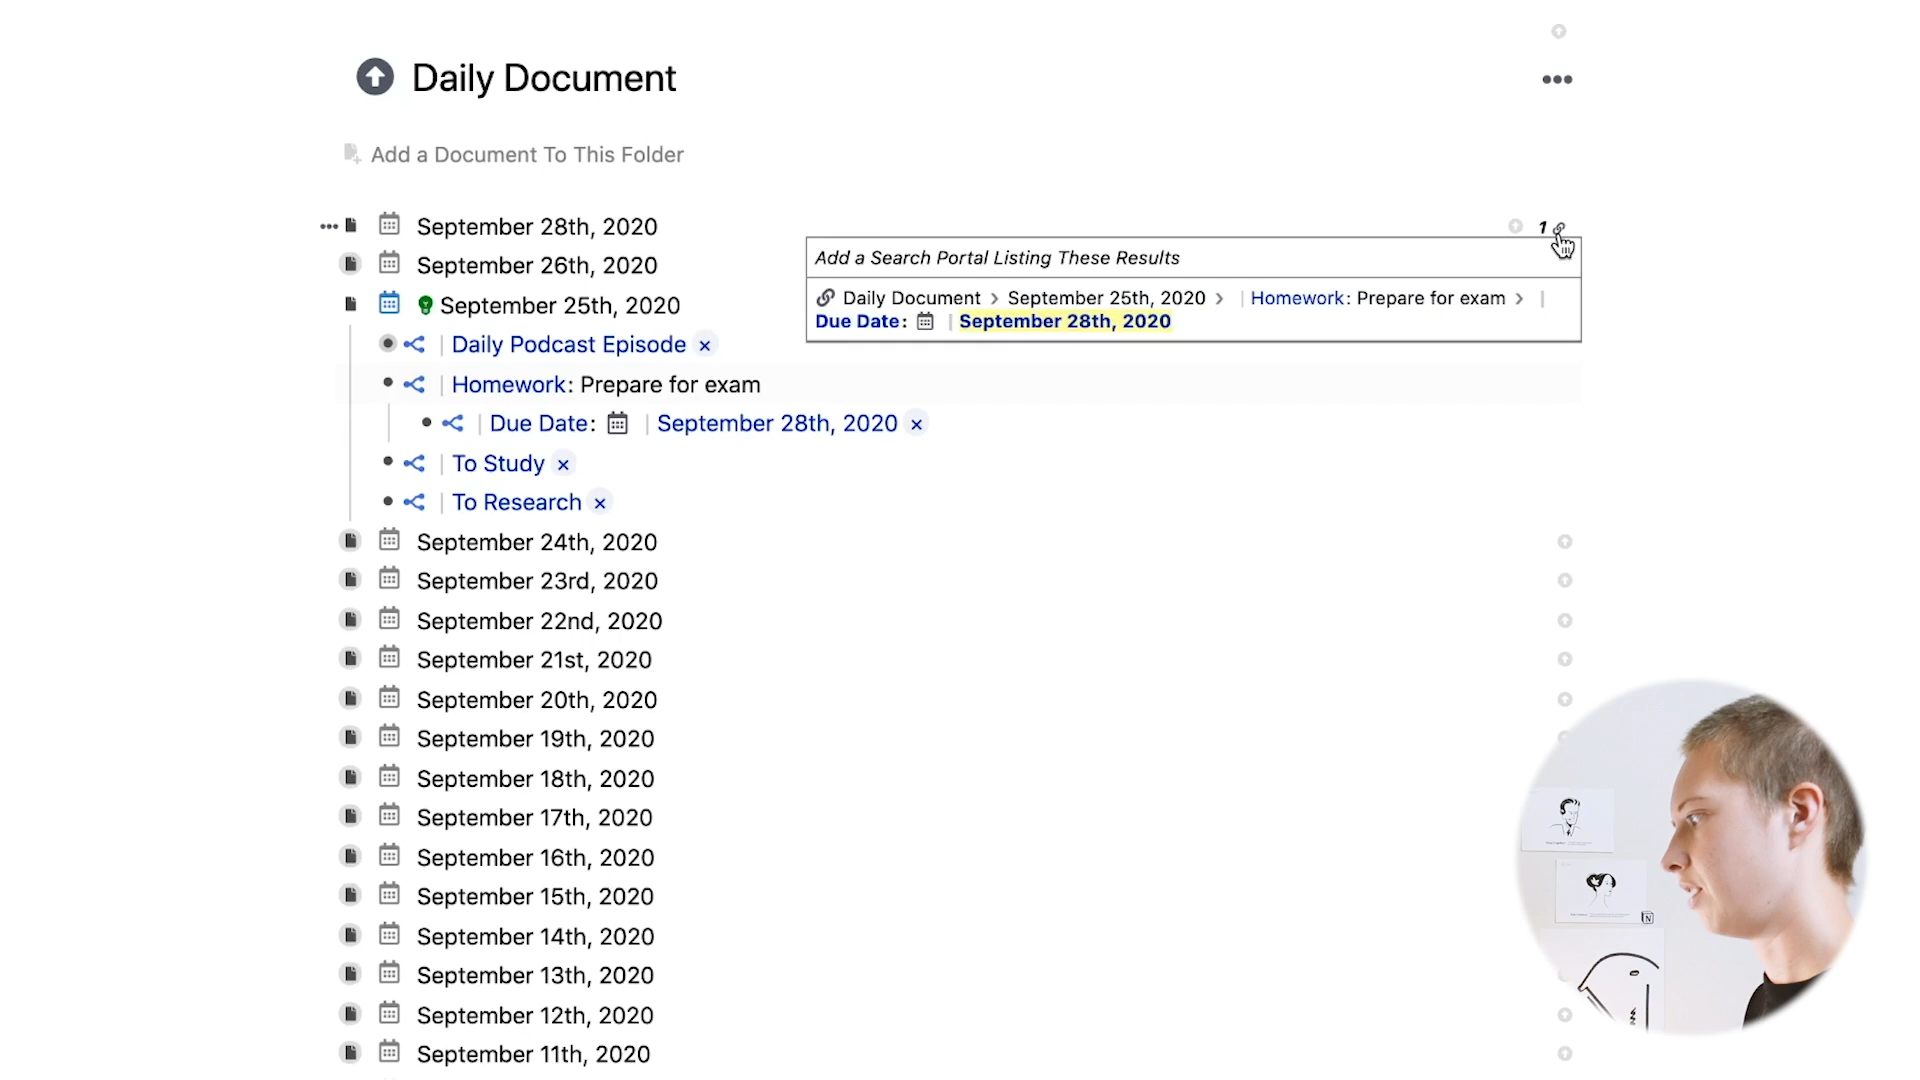 Daily Document
Add a Document To This Folder
September 28th, 2020
1
Add a Search Portal Listing These Results
Daily Document > September 25th, 2020 > | Homework: Prepare for exam > |
Due Date: | September 28th, 2020
September 26th, 2020
September 25th, 2020
| Daily Podcast Episode ×
| Homework: Prepare for exam
| Due Date: | September 28th, 2020 ×
| To Study ×
| To Research ×
September 24th, 2020
September 23rd, 2020
September 22nd, 2020
September 21st, 2020
September 20th, 2020
September 19th, 2020
September 18th, 2020
September 17th, 2020
September 16th, 2020
September 15th, 2020
September 14th, 2020
September 13th, 2020
September 12th, 2020
September 11th, 2020
N